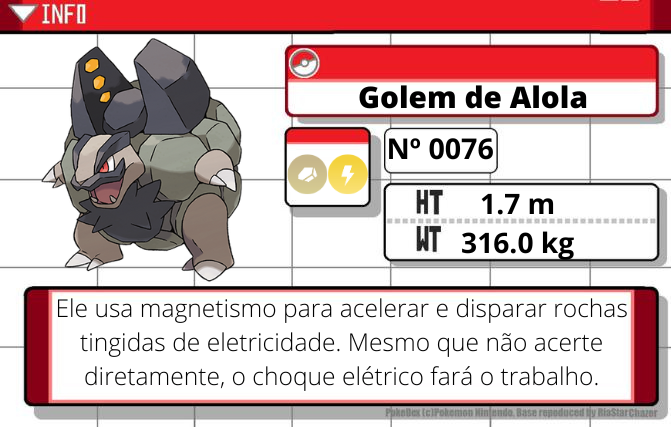 INFO
Golem de Alola
Nº 0076
HT 1.7 m
WT 316.0 kg
Ele usa magnetismo para acelerar e disparar rochas
tingidas de eletricidade. Mesmo que não acerte
diretamente, o choque elétrico fará o trabalho.
PokeDex (c)Pokemon Nintendo. Base repoduced by RiaStarChazer